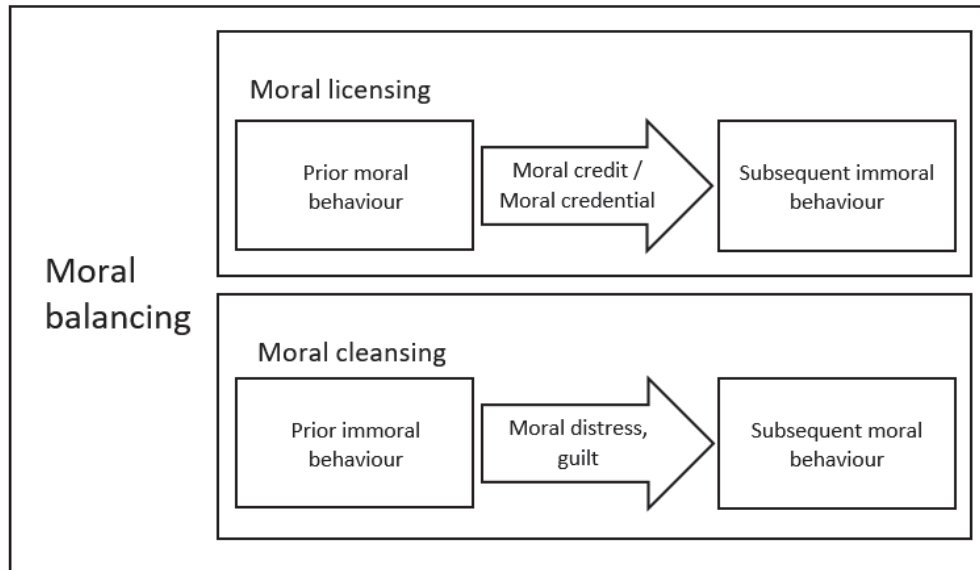 Moral
balancing
Moral licensing
Prior moral
behaviour
Moral credit /
Moral credential
Subsequent immoral
behaviour
Moral cleansing
Prior immoral
behaviour
Moral distress,
guilt
Subsequent moral
behaviour